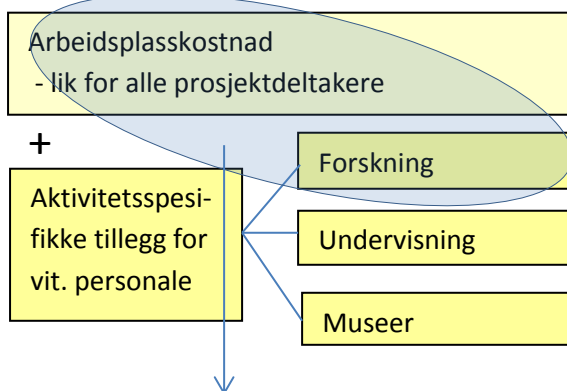 Arbeidsplasskostnad
- lik for alle prosjektdeltakere
+
Forskning
Aktivitetsspesi-
fikke tillegg for
vit. personale
Undervisning
Museer